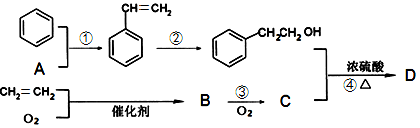 CH=CH₂
CH₂CH₂OH
① ②
A 浓硫酸
④ △ D
CH₂=CH₂
O₂ 催化剂 B ③ O₂ C